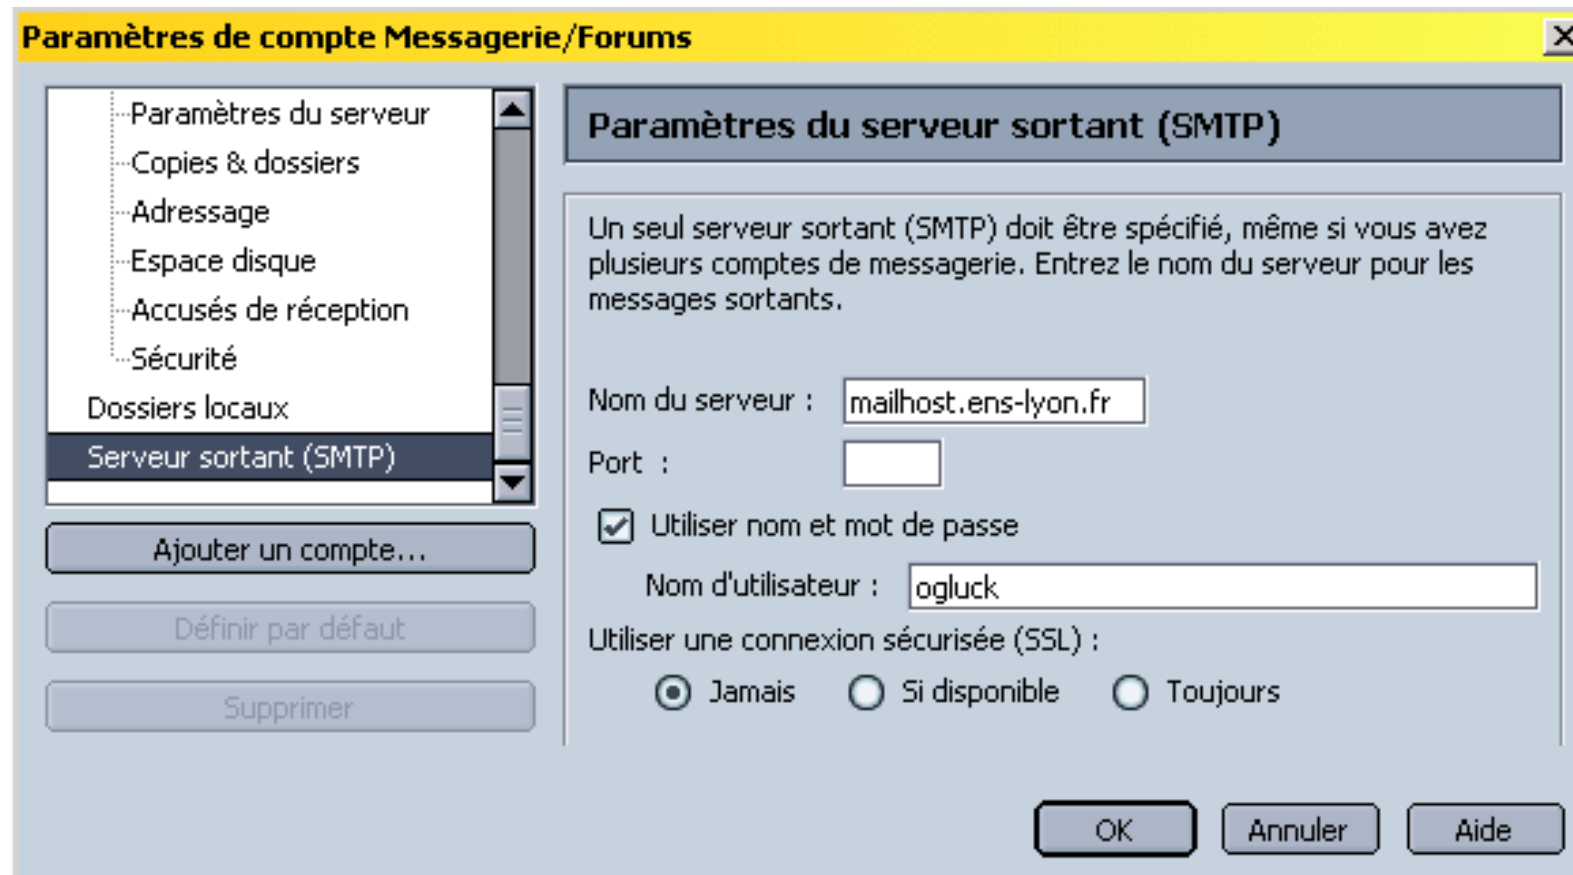 Paramètres de compte Messagerie/Forums
Paramètres du serveur
Copies & dossiers
Adressage
Espace disque
Accusés de réception
Sécurité
Dossiers locaux
Serveur sortant (SMTP)
Ajouter un compte...
Définir par défaut
Supprimer
Paramètres du serveur sortant (SMTP)
Un seul serveur sortant (SMTP) doit être spécifié, même si vous avez
plusieurs comptes de messagerie. Entrez le nom du serveur pour les
messages sortants.
Nom du serveur : mailhost.ens-lyon.fr
Port :
Utiliser nom et mot de passe
Nom d'utilisateur : ogluck
Utiliser une connexion sécurisée (SSL) :
Jamais Si disponible Toujours
OK Annuler Aide